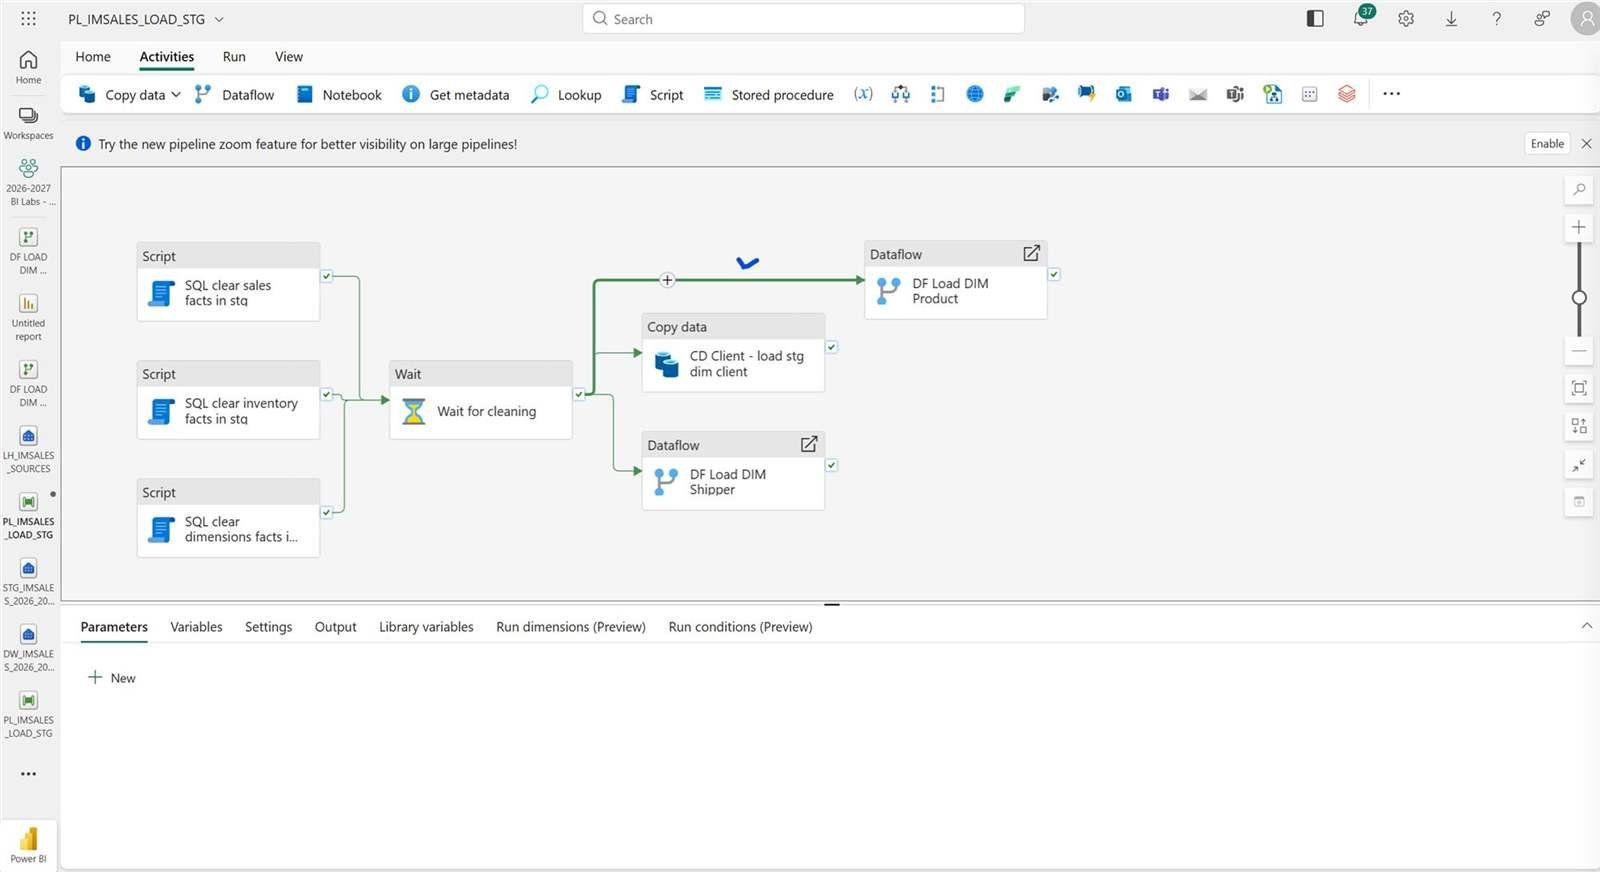 PL_IMSALES_LOAD_STG
Search
37
Home
Activities
Run
View
Copy data
Dataflow
Notebook
Get metadata
Lookup
Script
Stored procedure
(x)
Try the new pipeline zoom feature for better visibility on large pipelines!
Enable
Home
Workspaces
2026-2027
BI Labs - ...
DF LOAD
DIM ...
Untitled
report
DF LOAD
DIM ...
LH_IMSALES
_SOURCES
PL_IMSALES
_LOAD_STG
STG_IMSALE
S_2026_20...
DW_IMSALE
S_2026_20...
PL_IMSALES
_LOAD_STG
Power BI
Script
SQL clear sales
facts in stg
Script
SQL clear inventory
facts in stg
Script
SQL clear
dimensions facts i...
Wait
Wait for cleaning
Dataflow
DF Load DIM
Product
Copy data
CD Client - load stg
dim client
Dataflow
DF Load DIM
Shipper
Parameters
Variables
Settings
Output
Library variables
Run dimensions (Preview)
Run conditions (Preview)
New